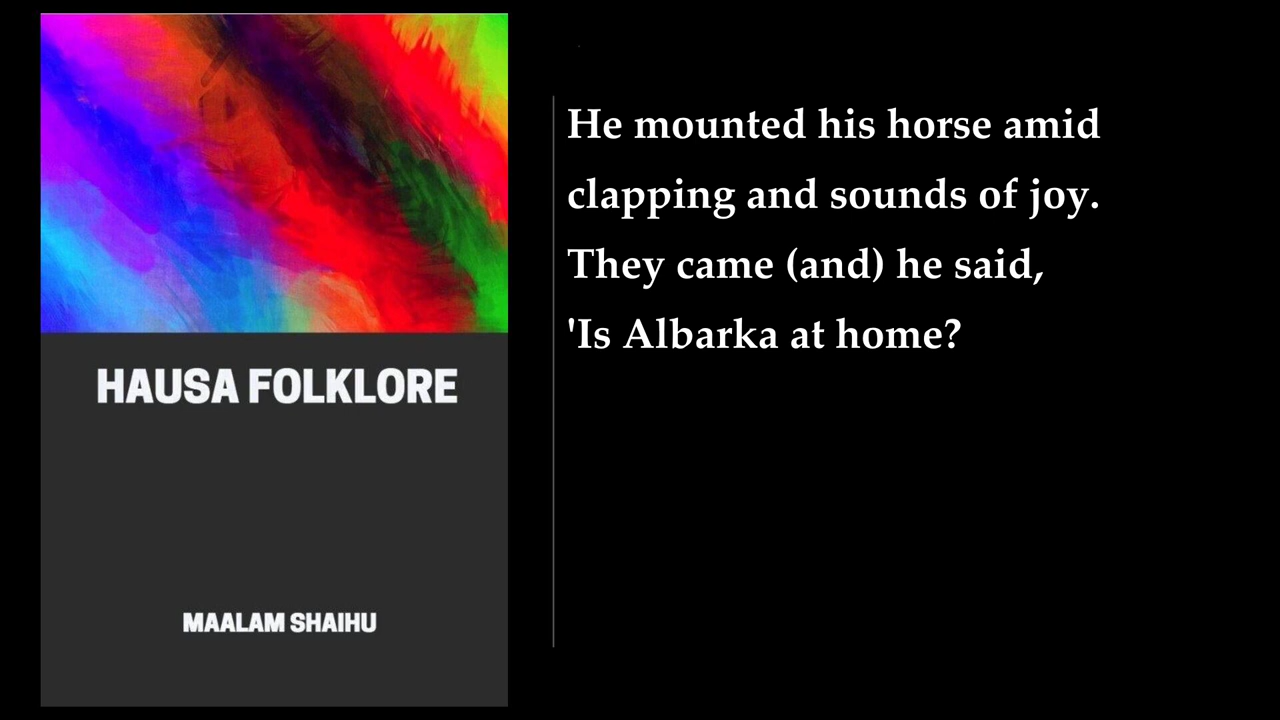 HAUSA FOLKLORE
MAALAM SHAIHU
He mounted his horse amid
clapping and sounds of joy.
They came (and) he said,
'Is Albarka at home?